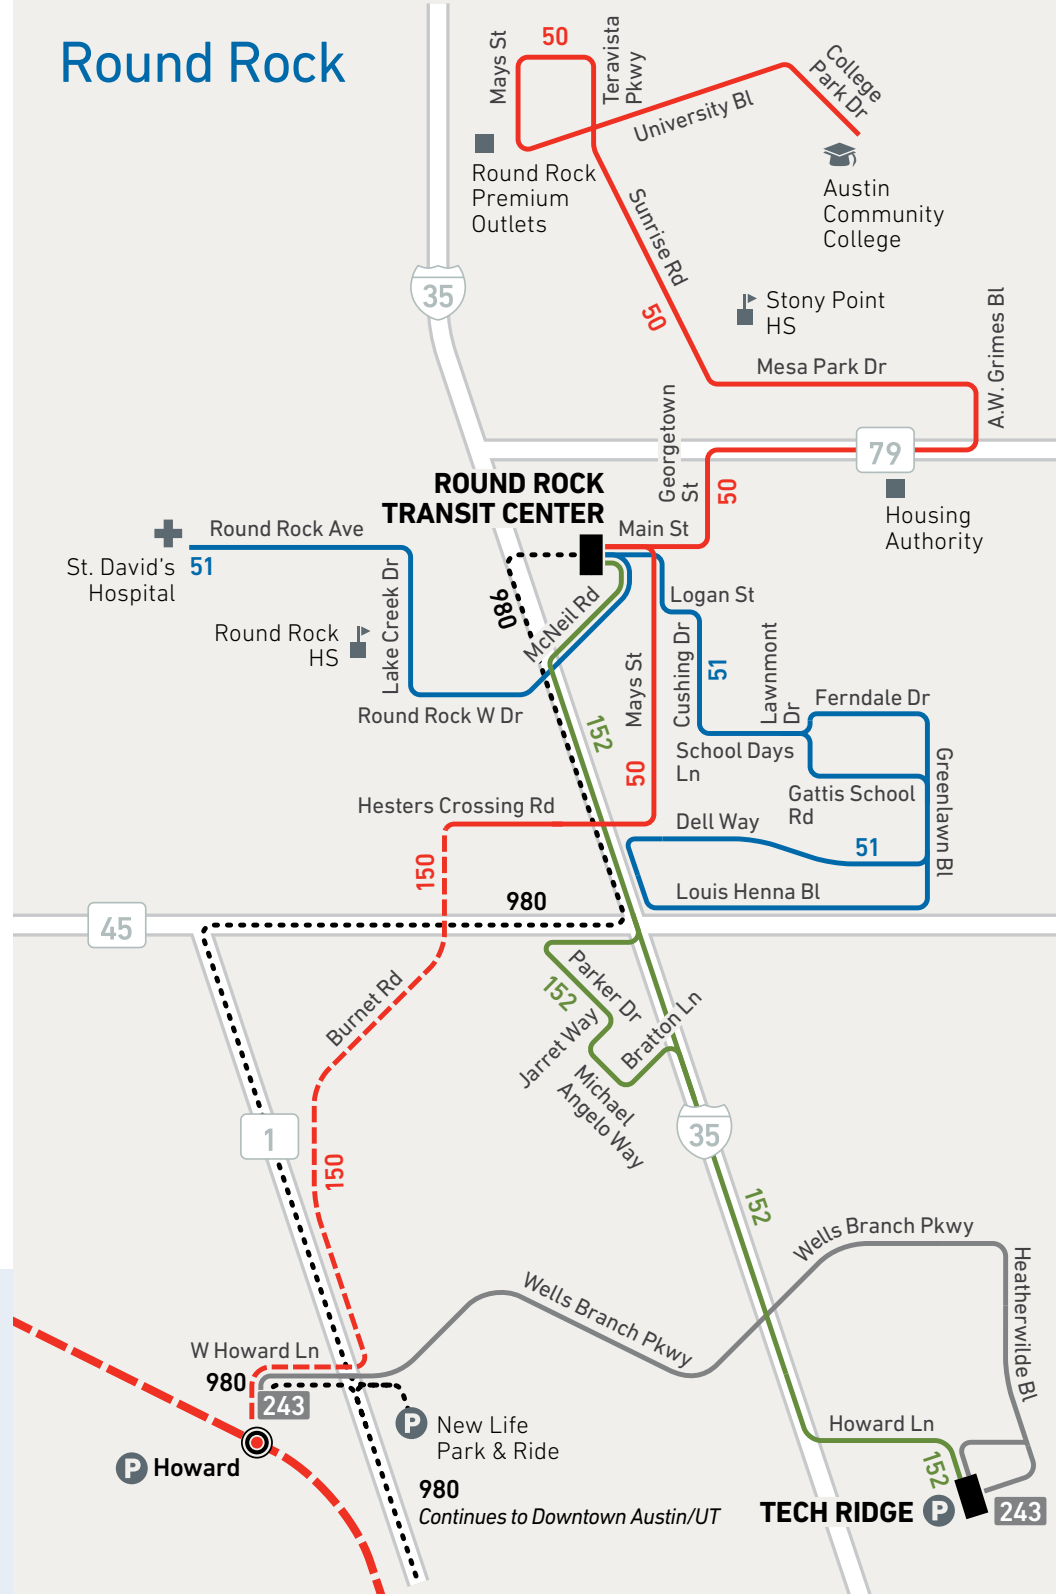 Round Rock
Mays St
50
Teravista
Pkwy
College
Park Dr
University Bl
Round Rock
Premium
Outlets
Austin
Community
College
Sunrise Rd
50
35
Stony Point
HS
Mesa Park Dr
A.W. Grimes Bl
Georgetown
St
50
79
Housing
Authority
ROUND ROCK
TRANSIT CENTER
Main St
Round Rock Ave
51
St. David's
Hospital
Lake Creek Dr
Round Rock
HS
Round Rock W Dr
980
McNeil Rd
Logan St
Cushing Dr
51
Lawnmont
Dr
Mays St
50
152
School Days
Ln
Ferndale Dr
Gattis School
Rd
Greenlawn Bl
Hesters Crossing Rd
Dell Way
51
Louis Henna Bl
150
980
45
Burnet Rd
Parker Dr
152
Jarret Way
Bratton Ln
Michael
Angelo Way
35
1
150
152
Wells Branch Pkwy
Heatherwilde Bl
Wells Branch Pkwy
W Howard Ln
980
243
New Life
Park & Ride
P
P Howard
980
Continues to Downtown Austin/UT
Howard Ln
152
TECH RIDGE P
243